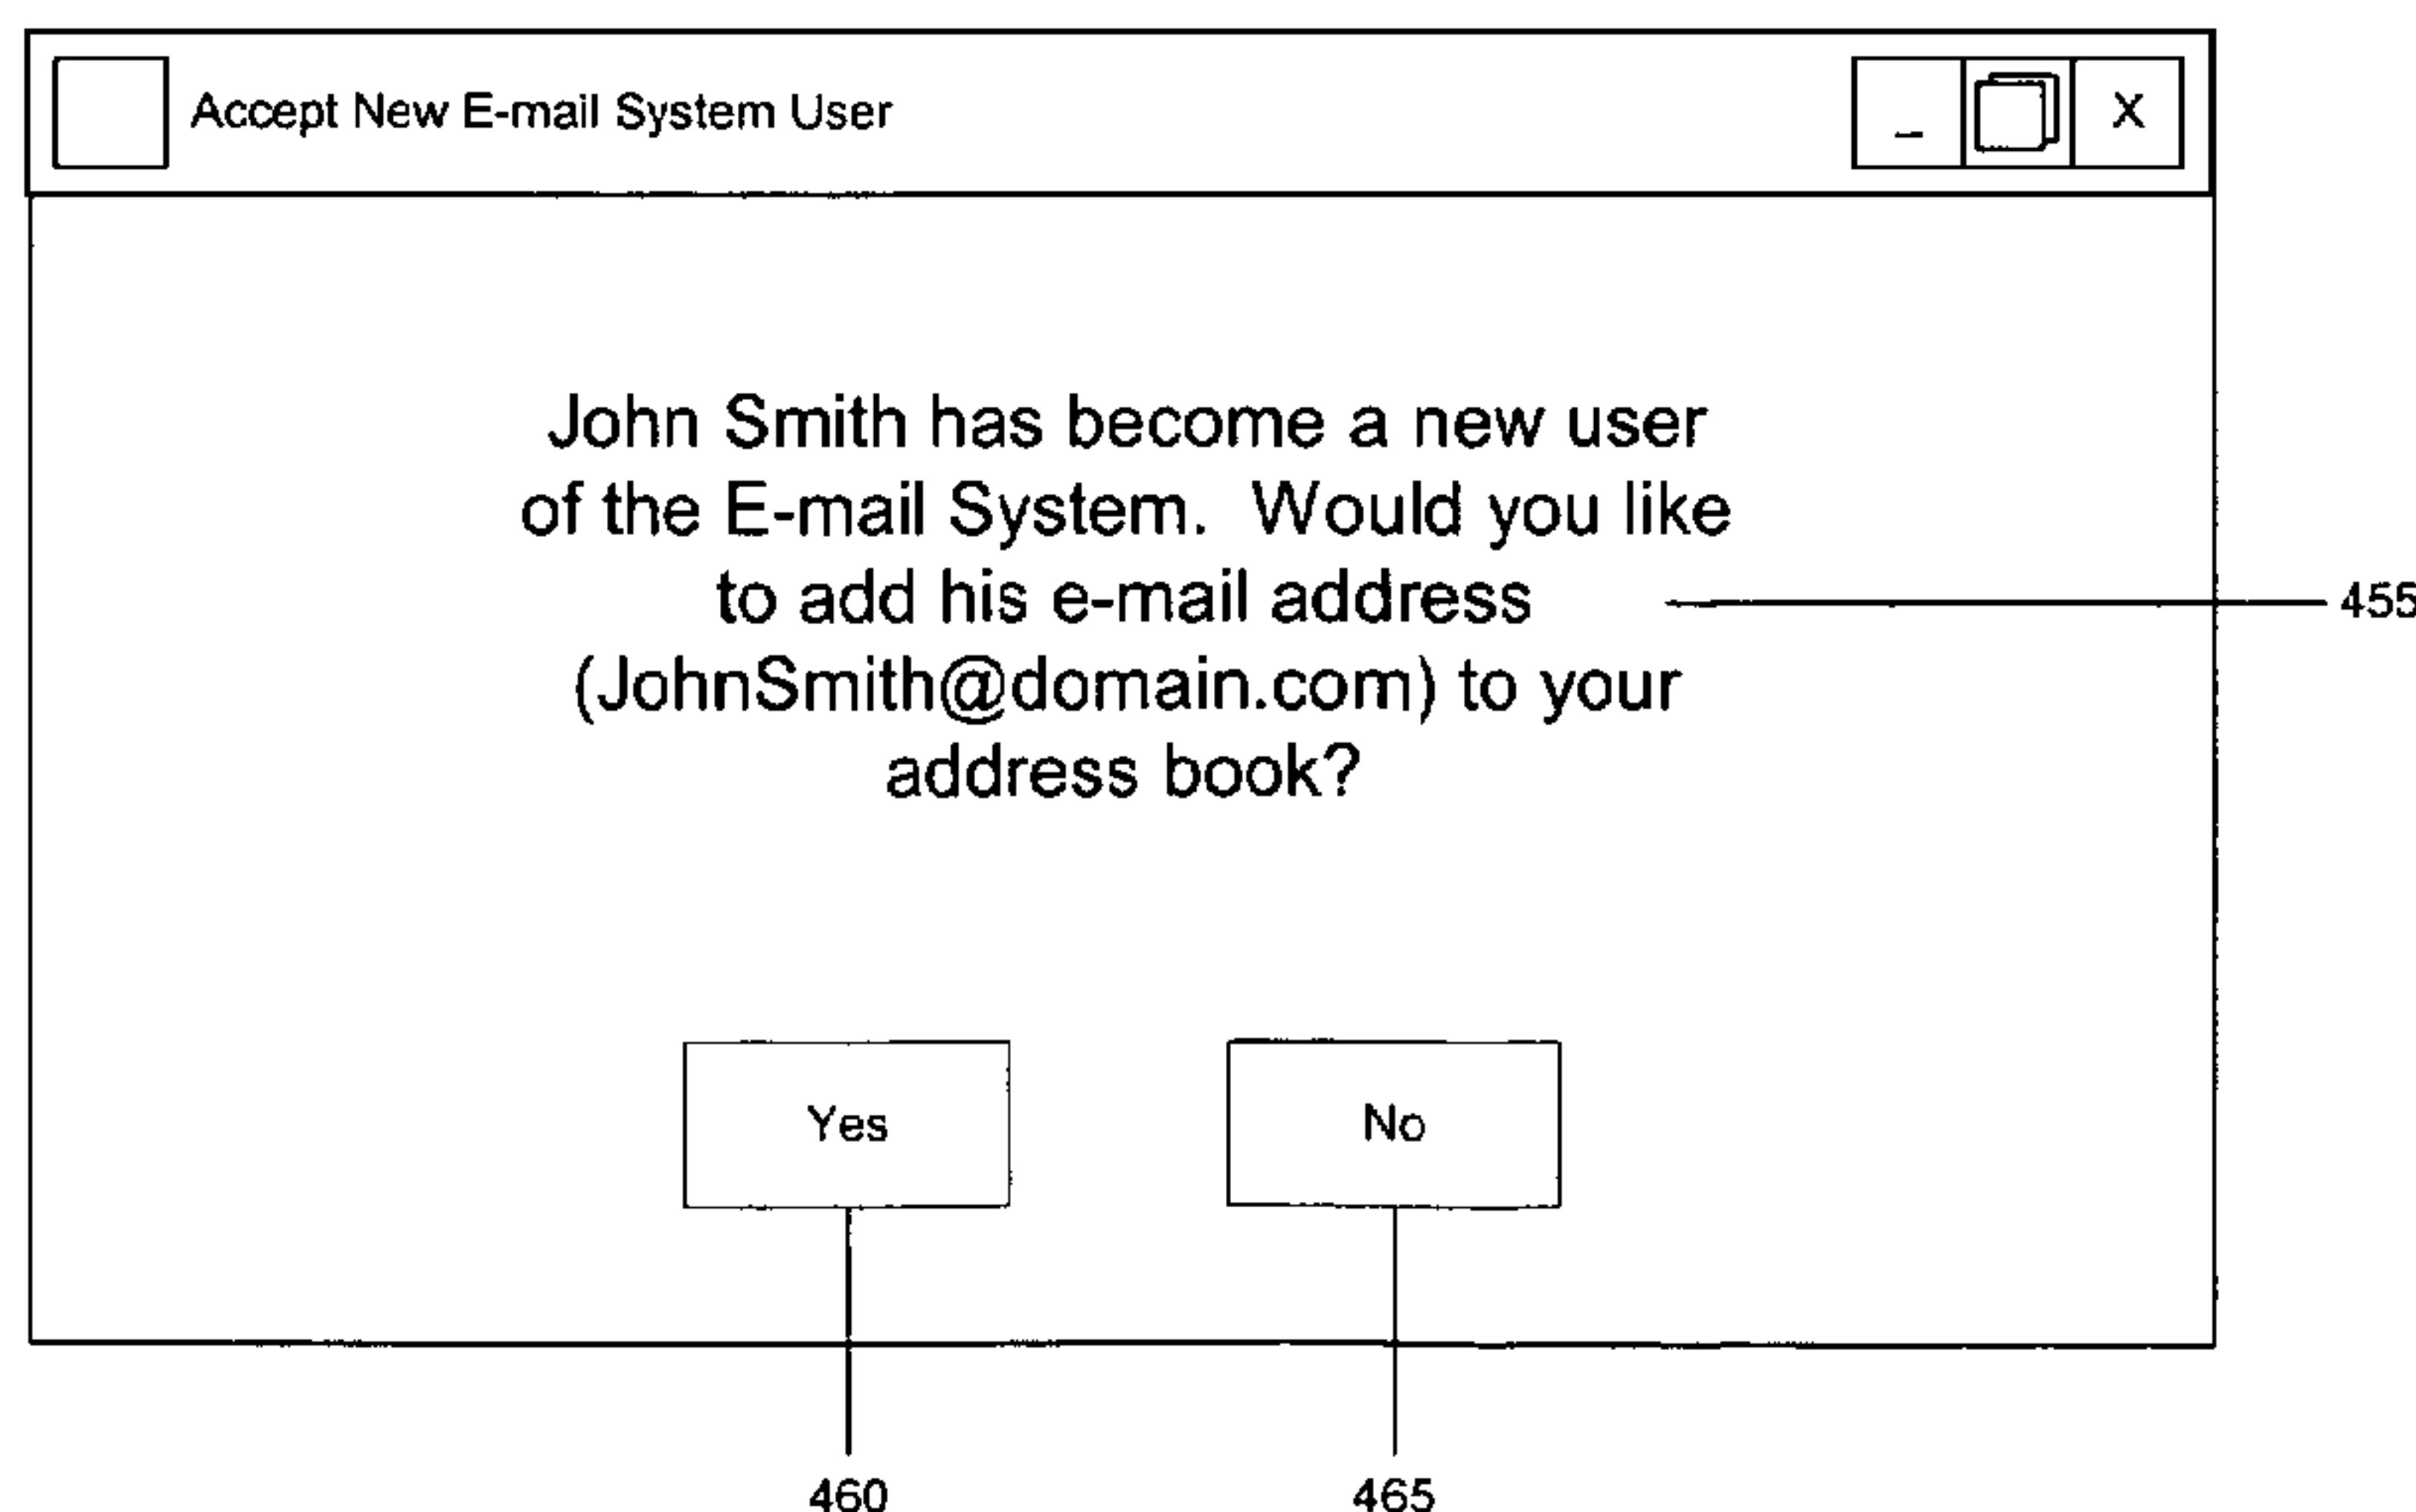 Accept New E-mail System User
_ X
John Smith has become a new user
of the E-mail System.  Would you like
to add his e-mail address
455
(JohnSmith@domain.com) to your
address book?
Yes No
460 465